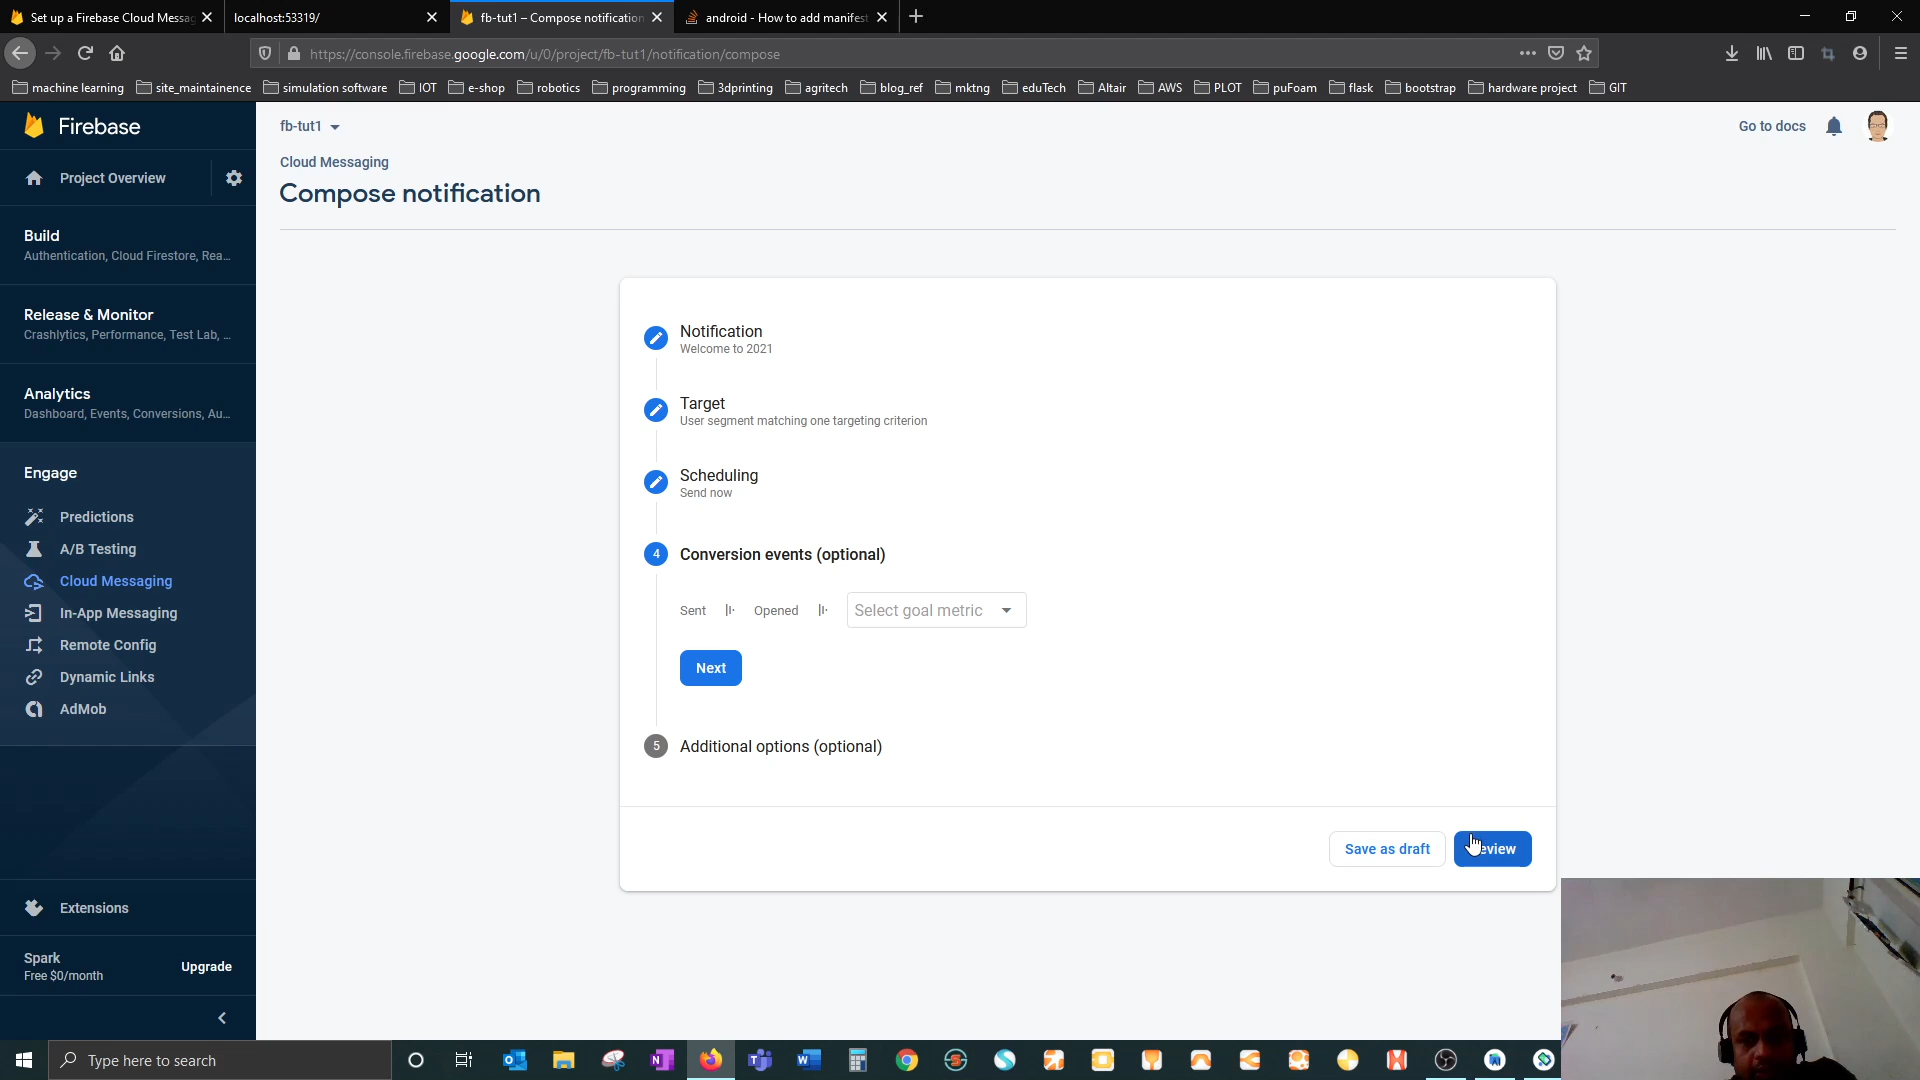 Set up a Firebase Cloud Messag
localhost:53319/
fb-tut1 – Compose notification
android - How to add manifest
https://console.firebase.google.com/u/0/project/fb-tut1/notification/compose
machine learning
site_maintainence
simulation software
IOT
e-shop
robotics
programming
3dprinting
agritech
blog_ref
mktng
eduTech
Altair
AWS
PLOT
puFoam
flask
bootstrap
hardware project
GIT
Firebase
Project Overview
Build
Authentication, Cloud Firestore, Rea...
Release & Monitor
Crashlytics, Performance, Test Lab, ...
Analytics
Dashboard, Events, Conversions, Au...
Engage
Predictions
A/B Testing
Cloud Messaging
In-App Messaging
Remote Config
Dynamic Links
AdMob
Extensions
Spark
Free $0/month
Upgrade
fb-tut1
Go to docs
Cloud Messaging
Compose notification
Notification
Welcome to 2021
Target
User segment matching one targeting criterion
Scheduling
Send now
4 Conversion events (optional)
Sent
Opened
Select goal metric
Next
5 Additional options (optional)
Save as draft
eview
Type here to search